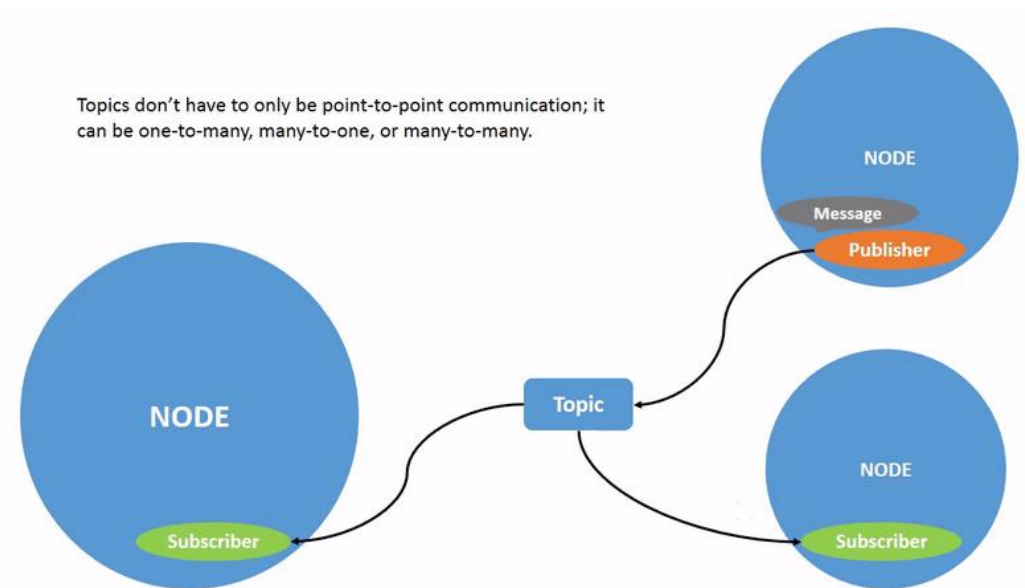 Topics don’t have to only be point-to-point communication; it
can be one-to-many, many-to-one, or many-to-many.
NODE
Message
Publisher
NODE
Topic
NODE
Subscriber
Subscriber